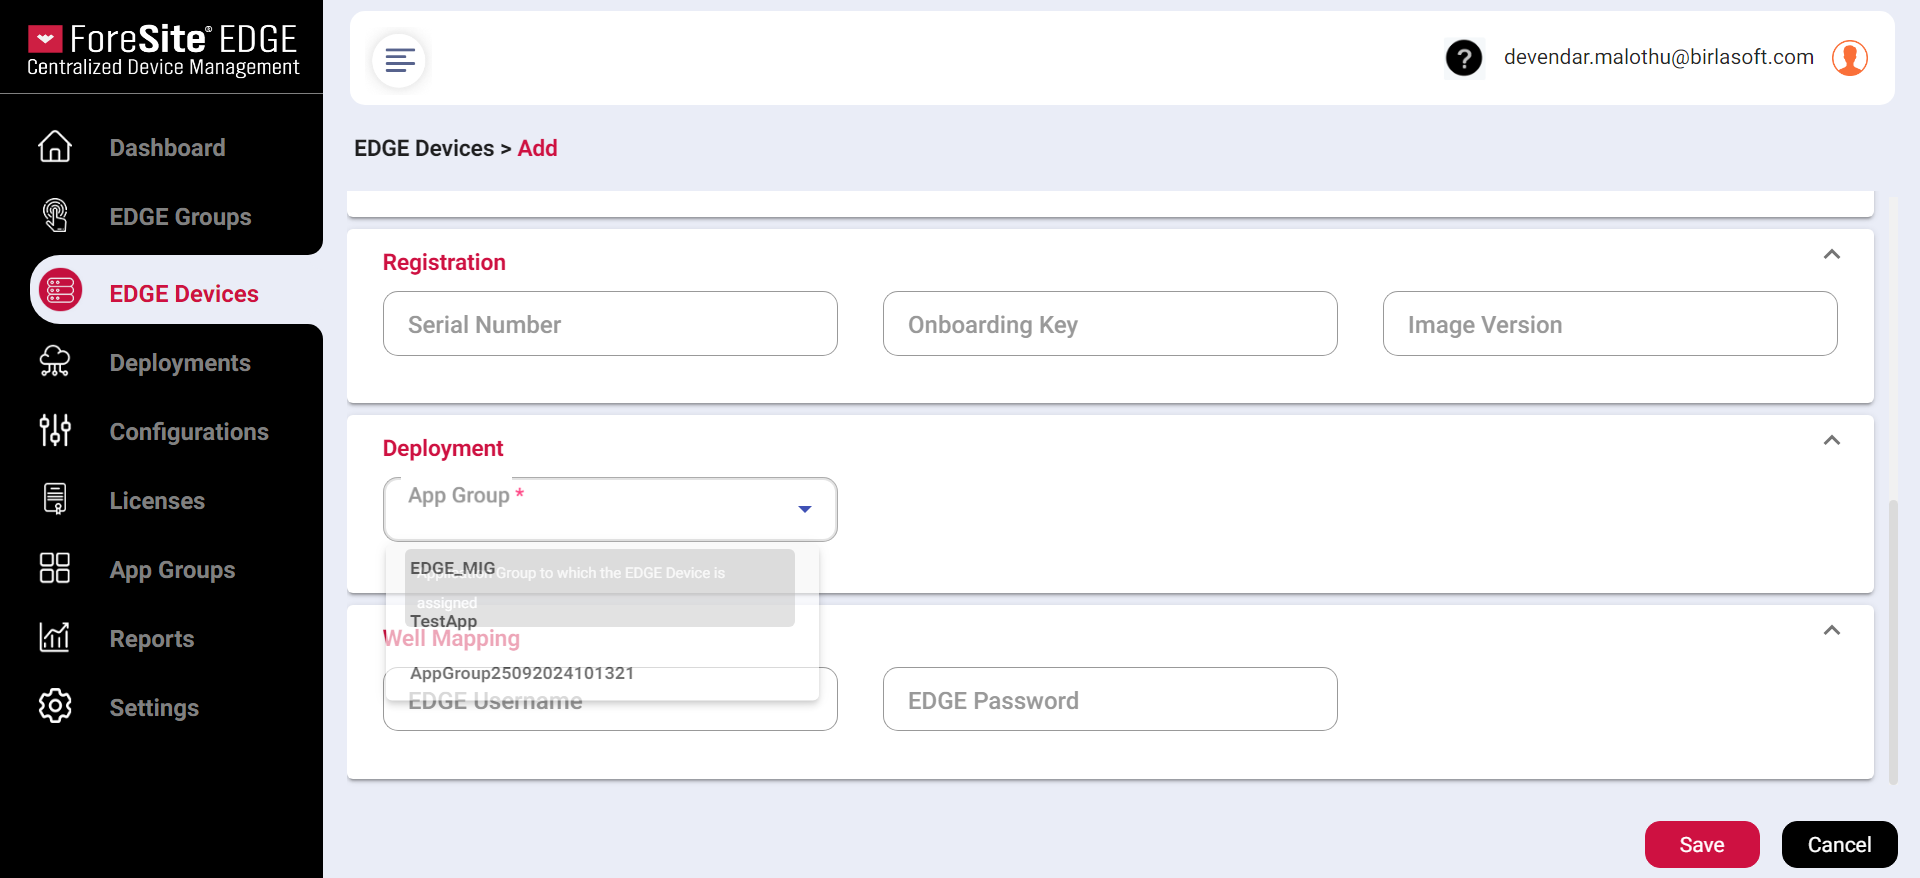 ForeSite® EDGE
Centralized Device Management
Dashboard
EDGE Groups
EDGE Devices
Deployments
Configurations
Licenses
App Groups
Reports
Settings
?
devendar.malothu@birlasoft.com
EDGE Devices > Add
Registration
Serial Number
Onboarding Key
Image Version
Deployment
App Group *
EDGE_MIG
Application Group to which the EDGE Device is
assigned
TestApp
Well Mapping
AppGroup25092024101321
EDGE Username
EDGE Password
Save
Cancel